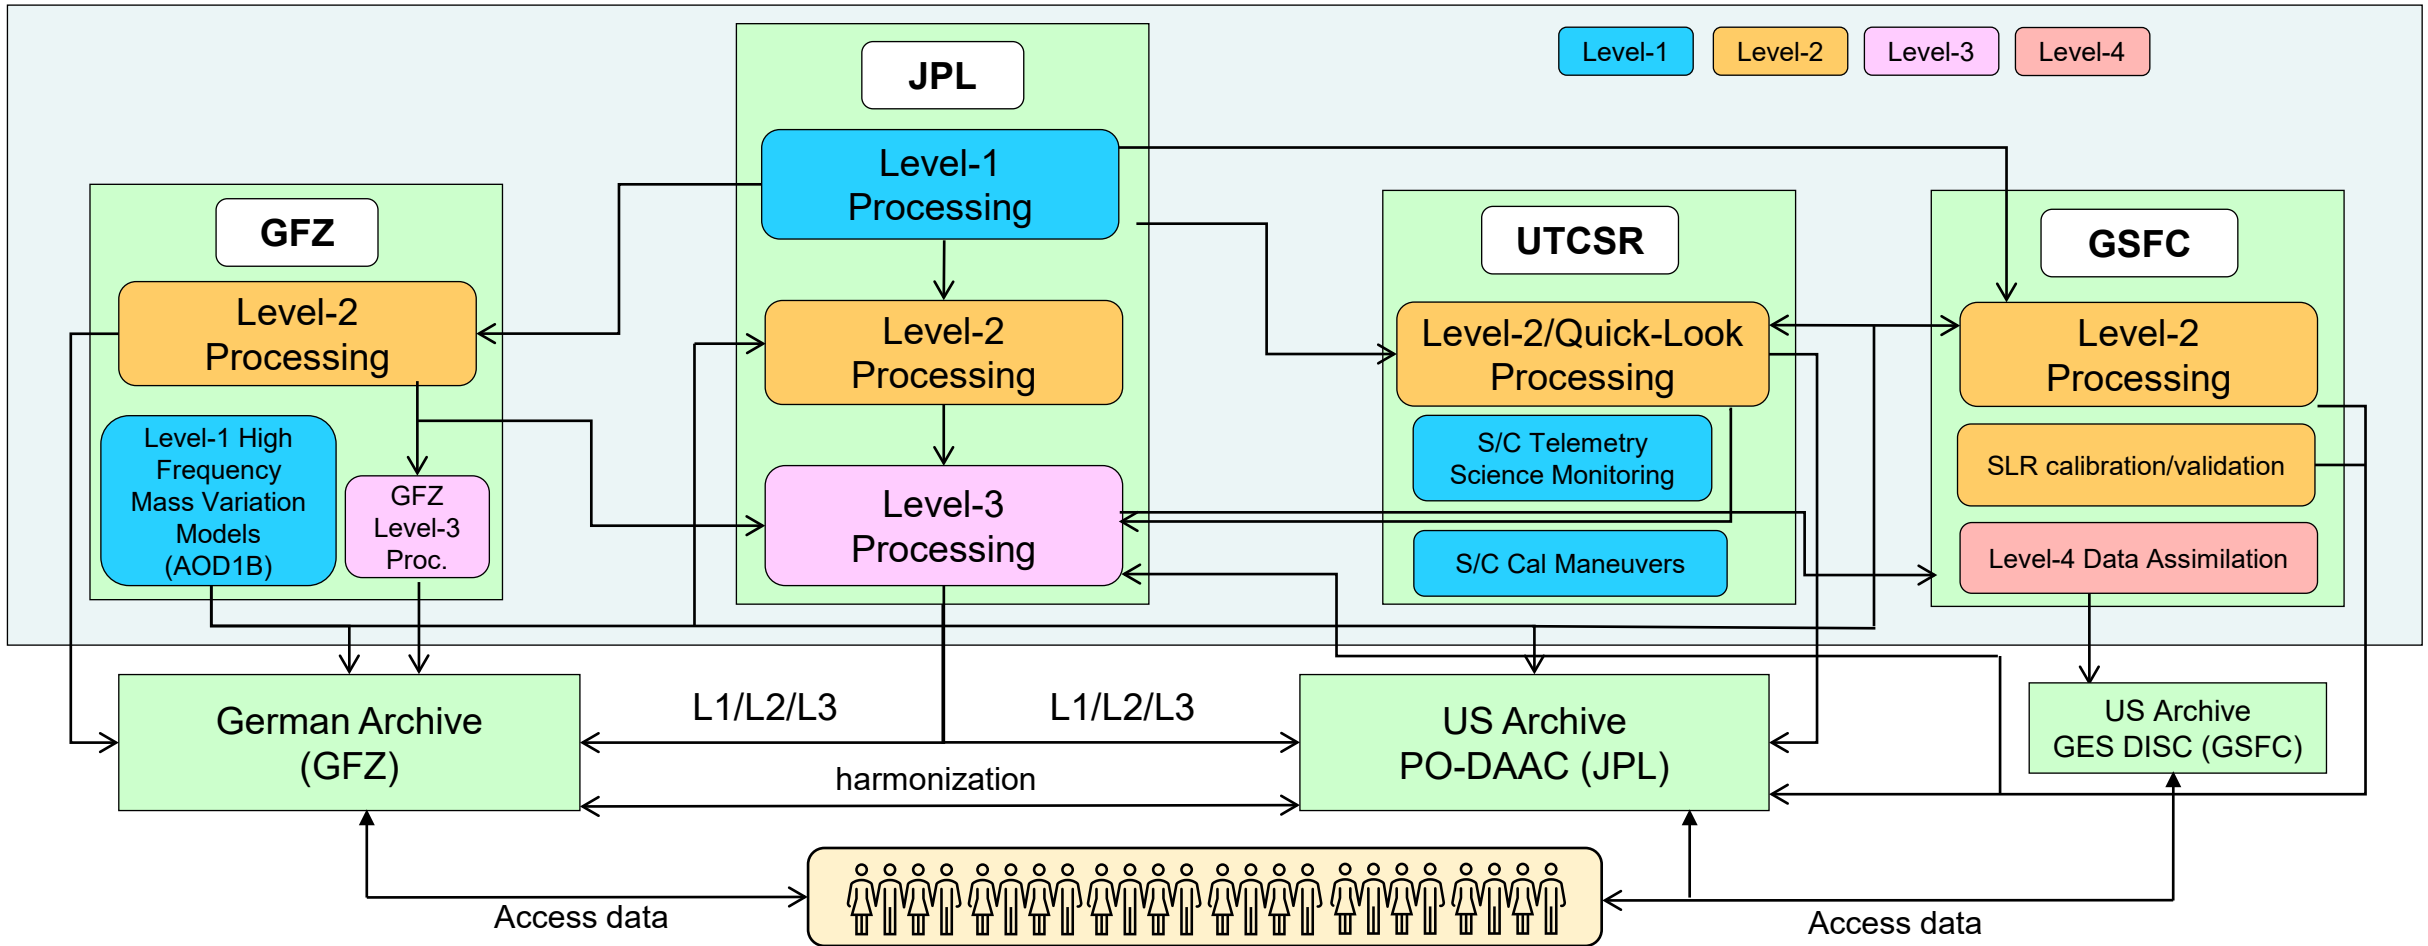 Level-1
Level-2
Level-3
Level-4
JPL
Level-1
Processing
Level-2
Processing
Level-3
Processing
GFZ
Level-2
Processing
Level-1 High
Frequency
Mass Variation
Models
(AOD1B)
GFZ
Level-3
Proc.
UTCSR
Level-2/Quick-Look
Processing
S/C Telemetry
Science Monitoring
S/C Cal Maneuvers
GSFC
Level-2
Processing
SLR calibration/validation
Level-4 Data Assimilation
German Archive
(GFZ)
L1/L2/L3
L1/L2/L3
harmonization
US Archive
PO-DAAC (JPL)
US Archive
GES DISC (GSFC)
Access data
Access data